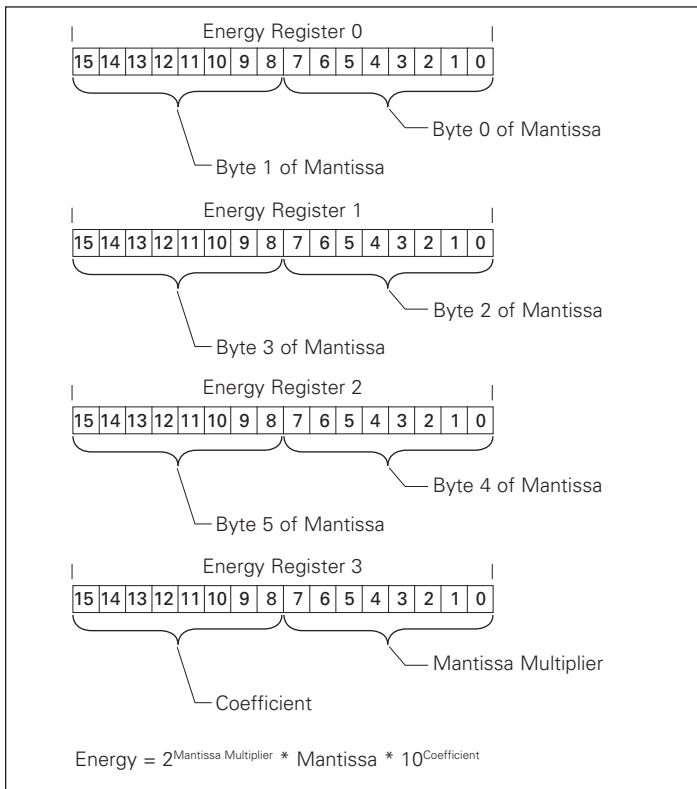 Energy Register 0
15 14 13 12 11 10 9 8 7 6 5 4 3 2 1 0
Byte 0 of Mantissa
Byte 1 of Mantissa
Energy Register 1
15 14 13 12 11 10 9 8 7 6 5 4 3 2 1 0
Byte 2 of Mantissa
Byte 3 of Mantissa
Energy Register 2
15 14 13 12 11 10 9 8 7 6 5 4 3 2 1 0
Byte 4 of Mantissa
Byte 5 of Mantissa
Energy Register 3
15 14 13 12 11 10 9 8 7 6 5 4 3 2 1 0
Mantissa Multiplier
Coefficient
Energy = 2^Mantissa Multiplier * Mantissa * 10^Coefficient